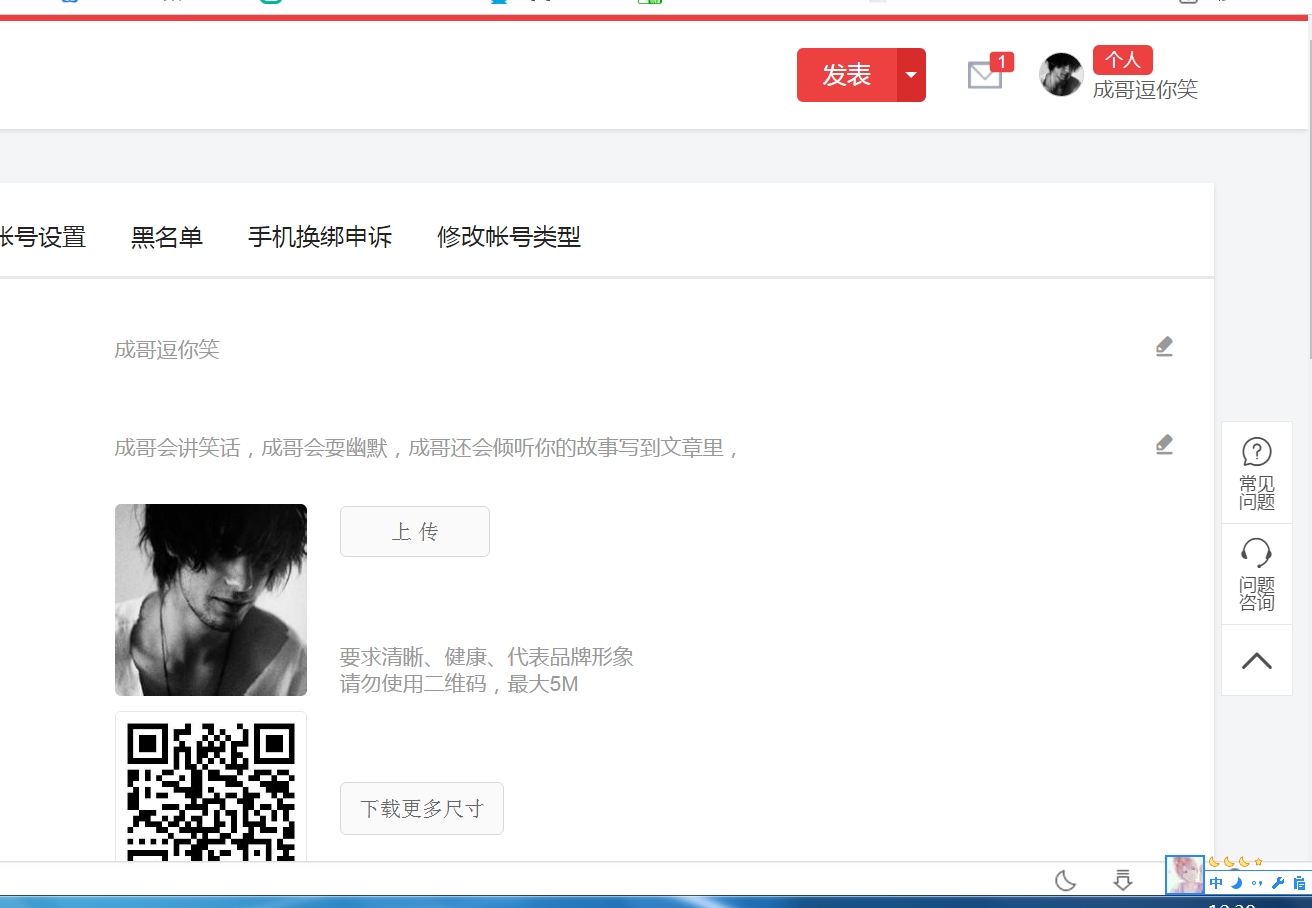 发表
1
个人
成哥逗你笑
帐号设置
黑名单
手机换绑申诉
修改帐号类型
成哥逗你笑
成哥会讲笑话，成哥会耍幽默，成哥还会倾听你的故事写到文章里，
上 传
要求清晰、健康、代表品牌形象
请勿使用二维码，最大5M
下载更多尺寸
常见
问题
问题
咨询
中